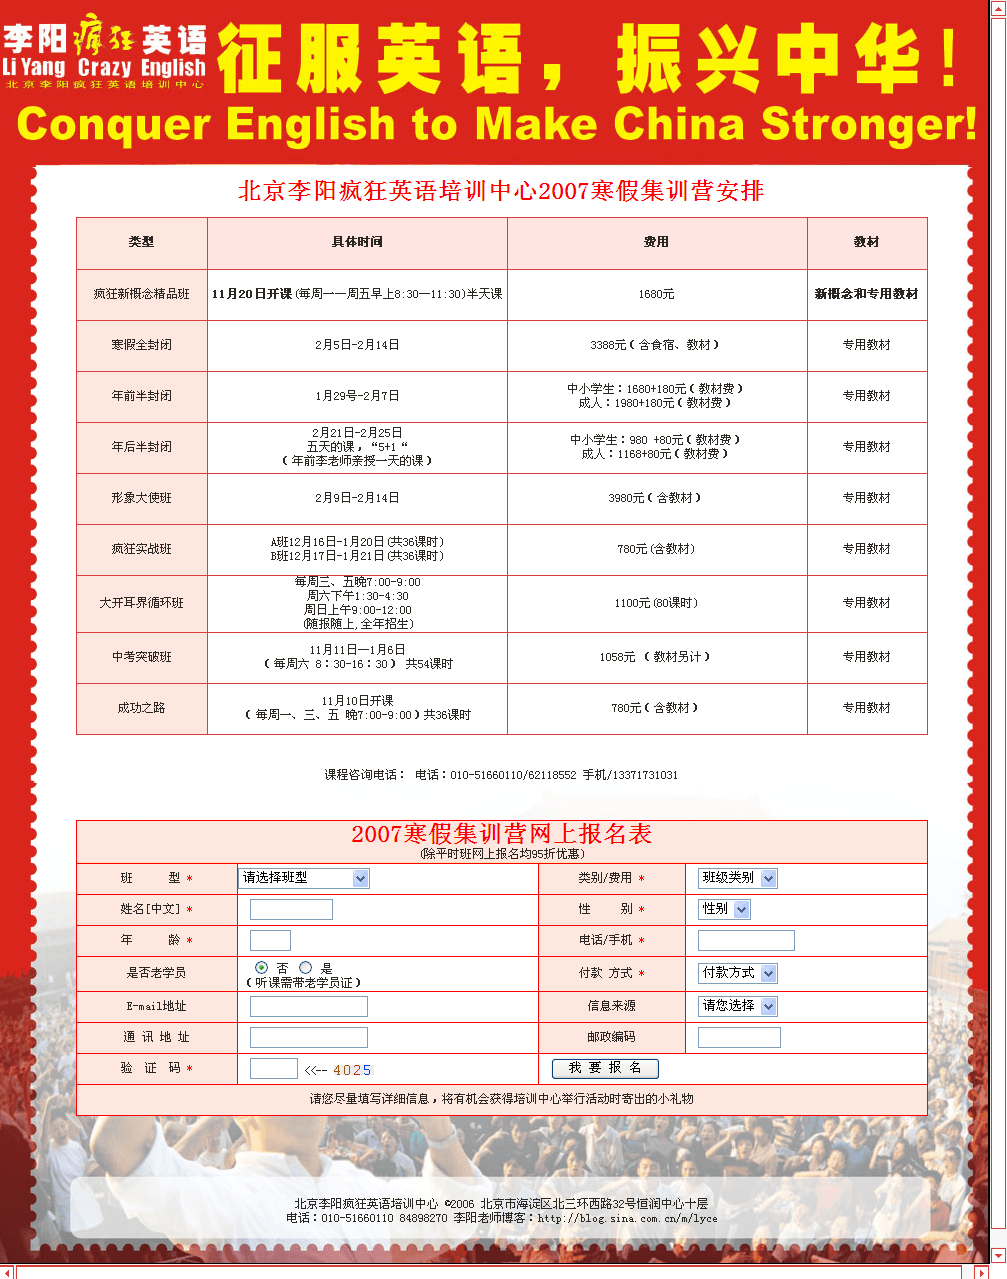 李阳疯狂英语
Li Yang Crazy English
北京李阳疯狂英语培训中心
征服英语，振兴中华！
Conquer English to Make China Stronger!
北京李阳疯狂英语培训中心2007寒假集训营安排
类型 具体时间 费用 教材
疯狂新概念精品班 11月20日开课(每周一一周五早上8:30—11:30)半天课 1680元 新概念和专用教材
寒假全封闭 2月5日-2月14日 3388元（含食宿、教材） 专用教材
年前半封闭 1月29号-2月7日 中小学生：1680+180元（教材费） 专用教材
成人：1980+180元（教材费）
年后半封闭 2月21日-2月25日 中小学生：980 +80元（教材费） 专用教材
五天的课，“5+1“ 成人：1168+80元（教材费）
（年前李老师亲授一天的课）
形象大使班 2月9日-2月14日 3980元（含教材） 专用教材
疯狂实战班 A班12月16日-1月20日(共36课时) 780元(含教材) 专用教材
B班12月17日-1月21日(共36课时)
大开耳界循环班 每周三、五晚7:00-9:00 1100元(80课时) 专用教材
周六下午1:30-4:30
周日上午9:00-12:00
(随报随上,全年招生)
中考突破班 11月11日—1月6日 1058元 （教材另计） 专用教材
（每周六 8：30-16：30） 共54课时
成功之路 11月10日开课 780元（含教材） 专用教材
（每周一、三、五 晚7:00-9:00）共36课时
课程咨询电话： 电话：010-51660110/62118552 手机/13371731031
2007寒假集训营网上报名表
(除平时班网上报名均95折优惠)
班 型 * 请选择班型 类别/费用 * 班级类别
姓名[中文] * 性 别 * 性别
年 龄 * 电话/手机 *
是否老学员 否 是 付款 方式 * 付款方式
（听课需带老学员证）
E-mail地址 信息来源 请您选择
通 讯 地 址 邮政编码
验 证 码 * <<-- 4025 我 要 报 名
请您尽量填写详细信息，将有机会获得培训中心举行活动时寄出的小礼物
北京李阳疯狂英语培训中心 ©2006 北京市海淀区北三环西路32号恒润中心十层
电话：010-51660110 84898270 李阳老师博客：http://blog.sina.com.cn/m/lyce